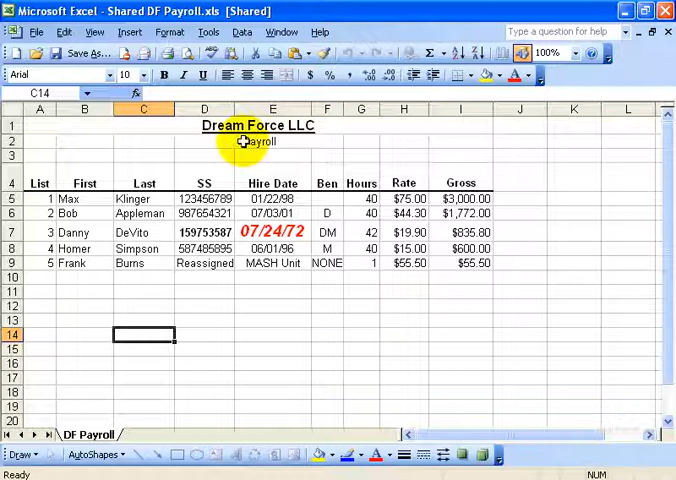 Microsoft Excel - Shared DF Payroll.xls [Shared]
File Edit View Insert Format Tools Data Window Help Type a question for help
Save As... Σ 100%
Arial 10 B I U $ % , A
C14 fx
A B C D E F G H I J K L
1 Dream Force LLC
2 Payroll
3
4 List First Last SS Hire Date Ben Hours Rate Gross
5 1 Max Klinger 123456789 01/22/98 40 $75.00 $3,000.00
6 2 Bob Appleman 987654321 07/03/01 D 40 $44.30 $1,772.00
7 3 Danny DeVito 159753587 07/24/72 DM 42 $19.90 $835.80
8 4 Homer Simpson 587485895 06/01/96 M 40 $15.00 $600.00
9 5 Frank Burns Reassigned MASH Unit NONE 1 $55.50 $55.50
10
11
12
13
14
15
16
17
18
19
20
DF Payroll
Draw AutoShapes A
Ready NUM